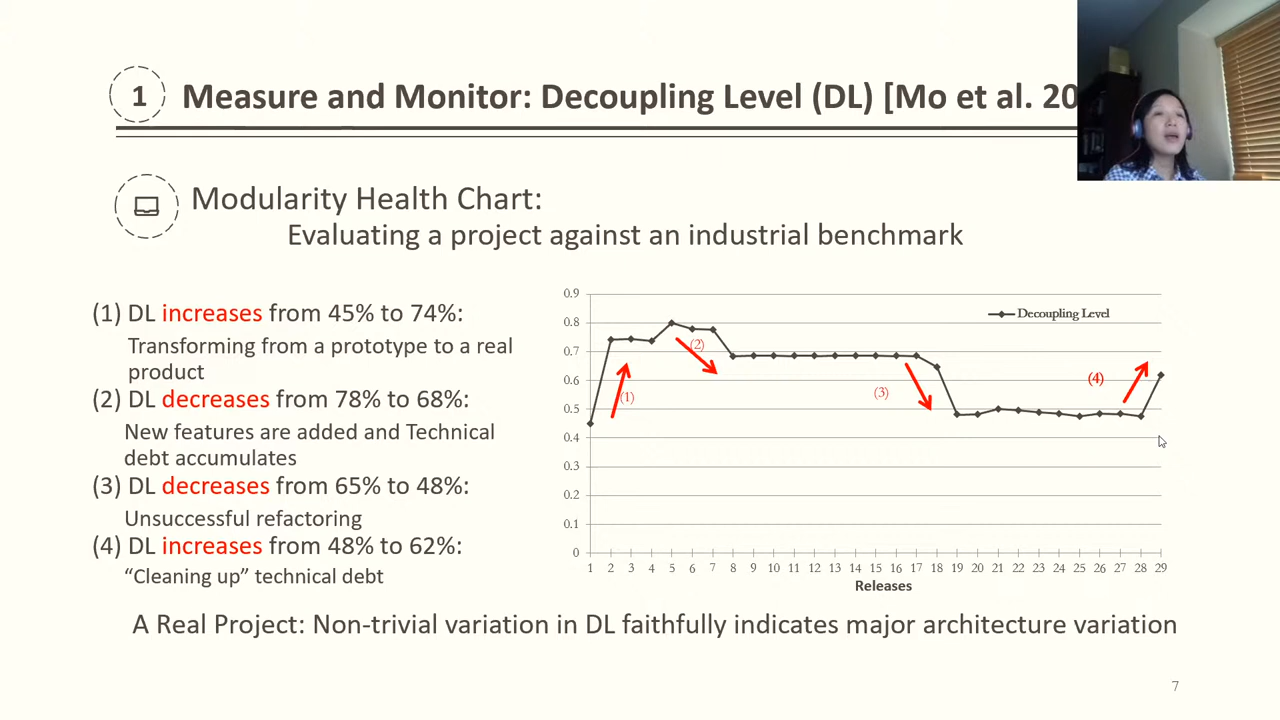 1
Measure and Monitor: Decoupling Level (DL) [Mo et al. 20
Modularity Health Chart:
Evaluating a project against an industrial benchmark
(1) DL increases from 45% to 74%:
Transforming from a prototype to a real
product
(2) DL decreases from 78% to 68%:
New features are added and Technical
debt accumulates
(3) DL decreases from 65% to 48%:
Unsuccessful refactoring
(4) DL increases from 48% to 62%:
“Cleaning up” technical debt
0.9
0.8
0.7
0.6
0.5
0.4
0.3
0.2
0.1
0
Decoupling Level
(1)
(2)
(3)
(4)
1 2 3 4 5 6 7 8 9 10 11 12 13 14 15 16 17 18 19 20 21 22 23 24 25 26 27 28 29
Releases
A Real Project: Non-trivial variation in DL faithfully indicates major architecture variation
7